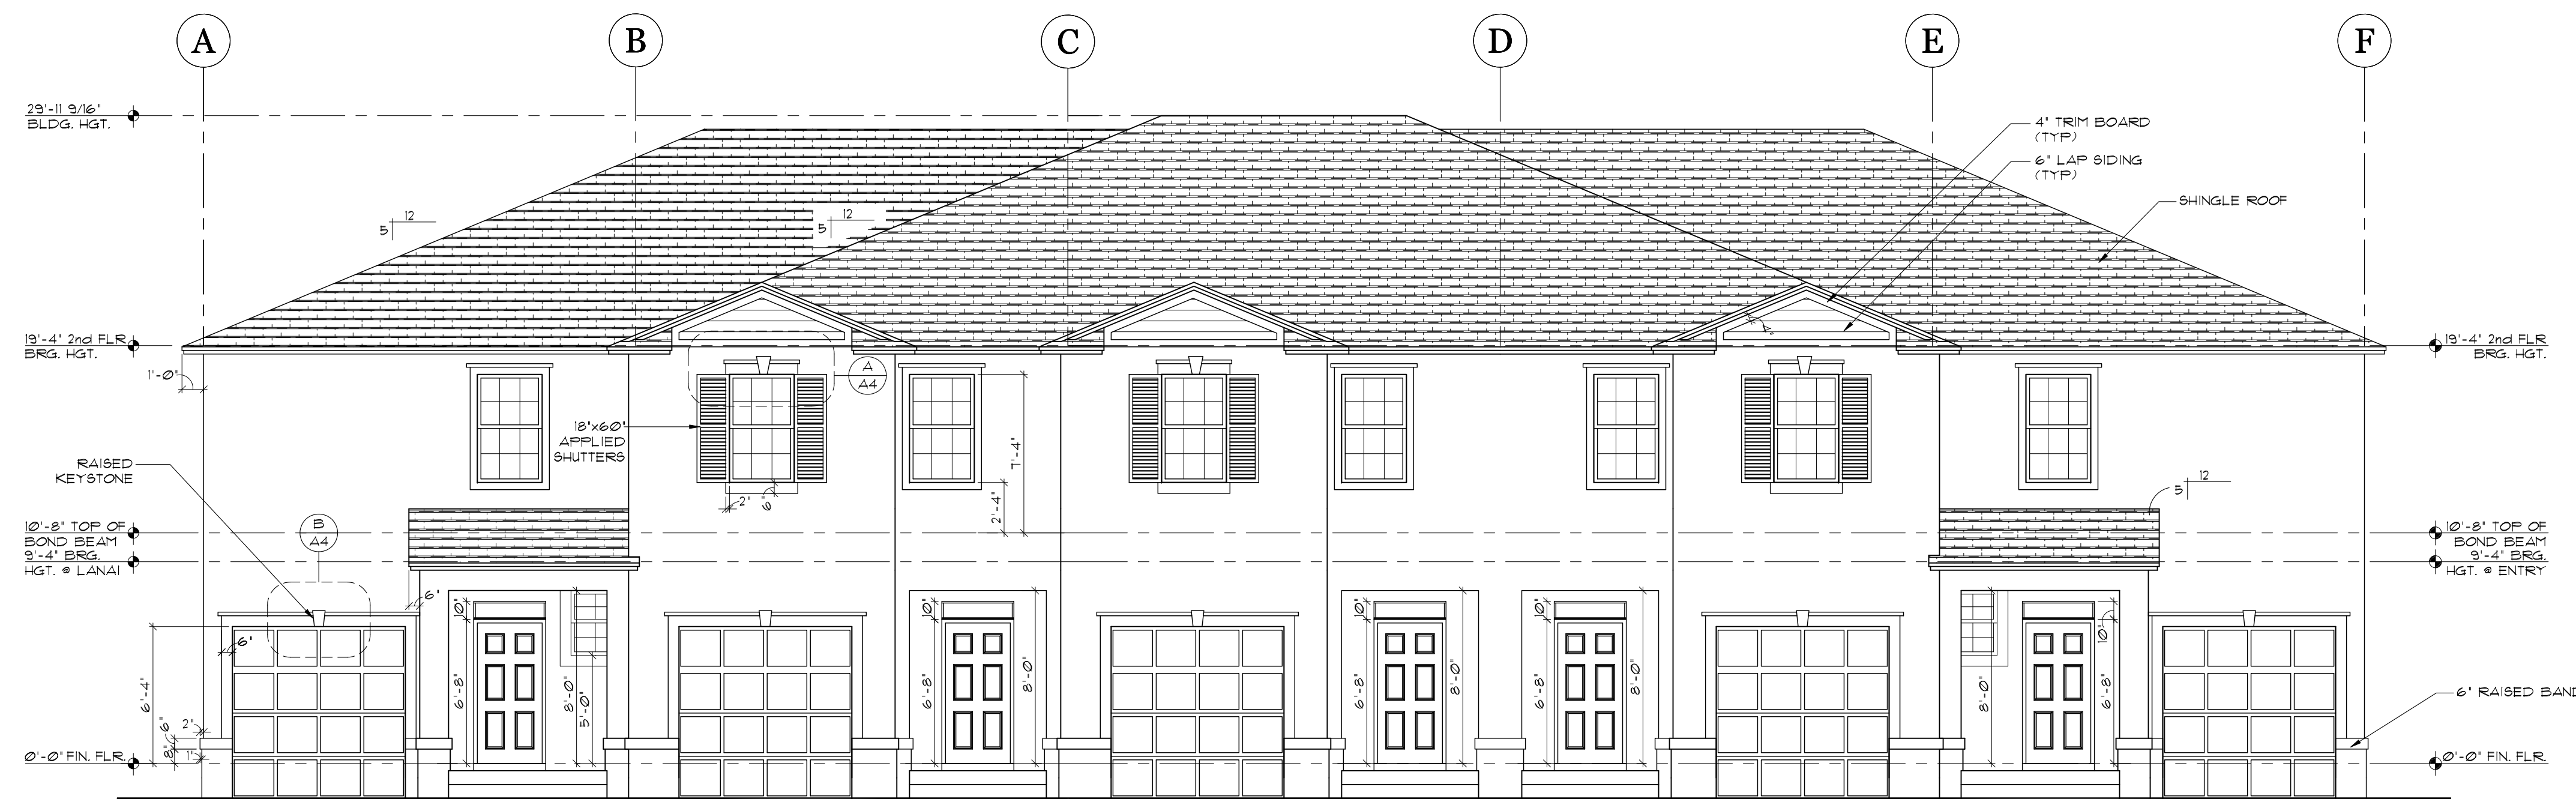 A
B
C
D
E
F
29'-11 9/16"
BLDG. HGT.
4" TRIM BOARD
(TYP)
6" LAP SIDING
(TYP)
SHINGLE ROOF
12
5
12
5
4"
19'-4" 2nd FLR
BRG. HGT.
19'-4" 2nd FLR
BRG. HGT.
1'-0"
A
A4
18"x60"
APPLIED
SHUTTERS
7'-4"
2'-4"
2"
6"
RAISED
KEYSTONE
12
5
B
A4
10'-8" TOP OF
BOND BEAM
9'-4" BRG.
HGT. @ LANAI
10'-8" TOP OF
BOND BEAM
9'-4" BRG.
HGT. @ ENTRY
6"
6"
6'-4"
10"
6'-8"
8'-0"
5'-0"
10"
6'-8"
8'-0"
10"
6'-8"
8'-0"
10"
6'-8"
8'-0"
8'-0"
10"
6'-8"
2"
6"
8"
1"
6" RAISED BAND
0'-0" FIN. FLR.
0'-0" FIN. FLR.